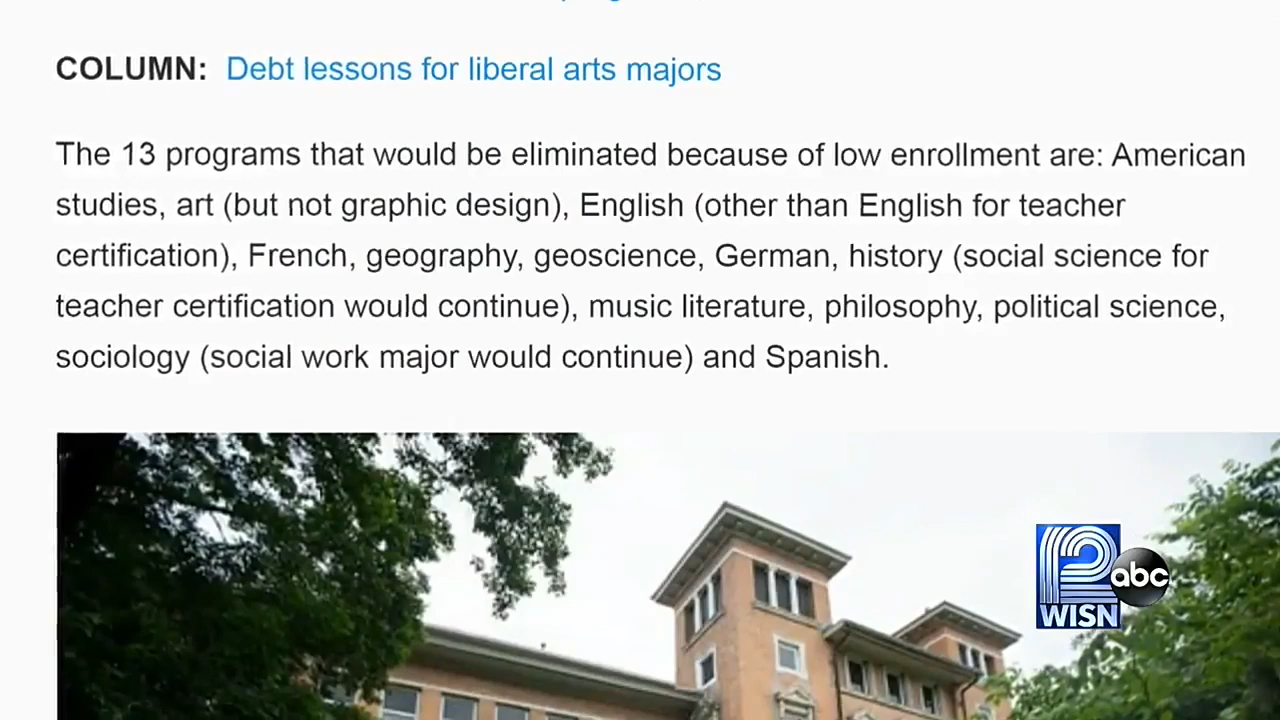 COLUMN: Debt lessons for liberal arts majors
The 13 programs that would be eliminated because of low enrollment are: American
studies, art (but not graphic design), English (other than English for teacher
certification), French, geography, geoscience, German, history (social science for
teacher certification would continue), music literature, philosophy, political science,
sociology (social work major would continue) and Spanish.
12
abc
WISN